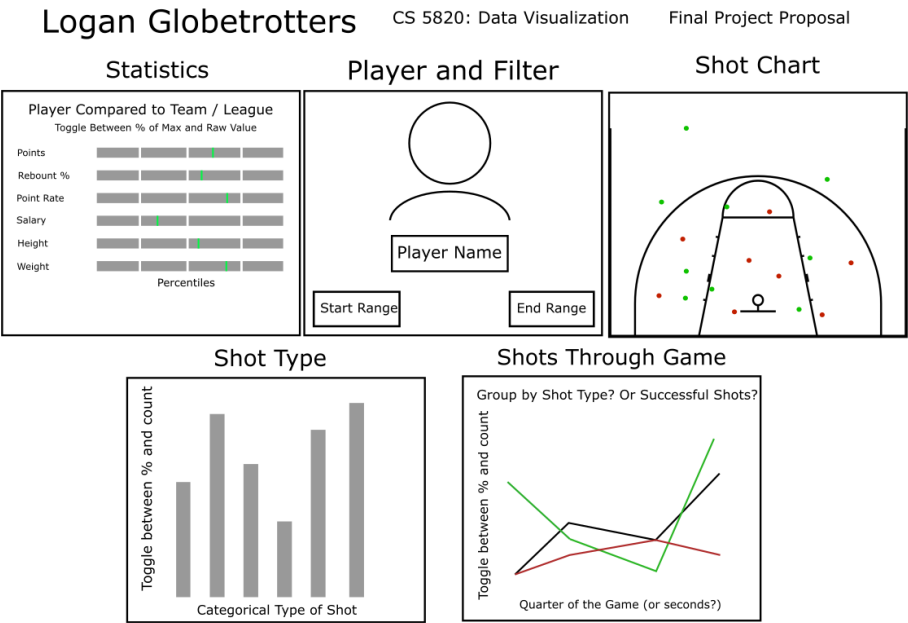 Logan Globetrotters
CS 5820: Data Visualization
Final Project Proposal
Statistics
Player Compared to Team / League
Toggle Between % of Max and Raw Value
Points
Rebount %
Point Rate
Salary
Height
Weight
Percentiles
Player and Filter
Player Name
Start Range
End Range
Shot Chart
Shot Type
Toggle between % and count
Categorical Type of Shot
Shots Through Game
Group by Shot Type? Or Successful Shots?
Toggle between % and count
Quarter of the Game (or seconds?)